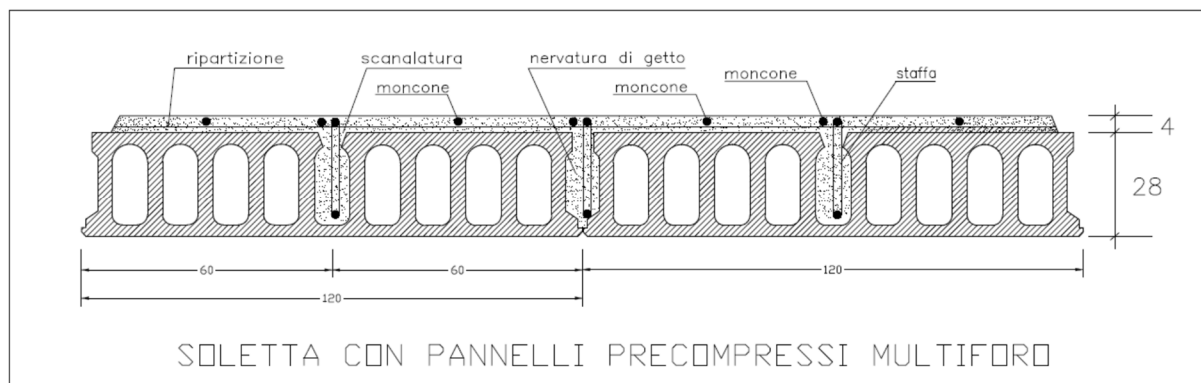 ripartizione
scanalatura
nervatura di getto
moncone
staffa
moncone
moncone
4
28
60
60
120
120
SOLETTA CON PANNELLI PRECOMPRESSI MULTIFORO